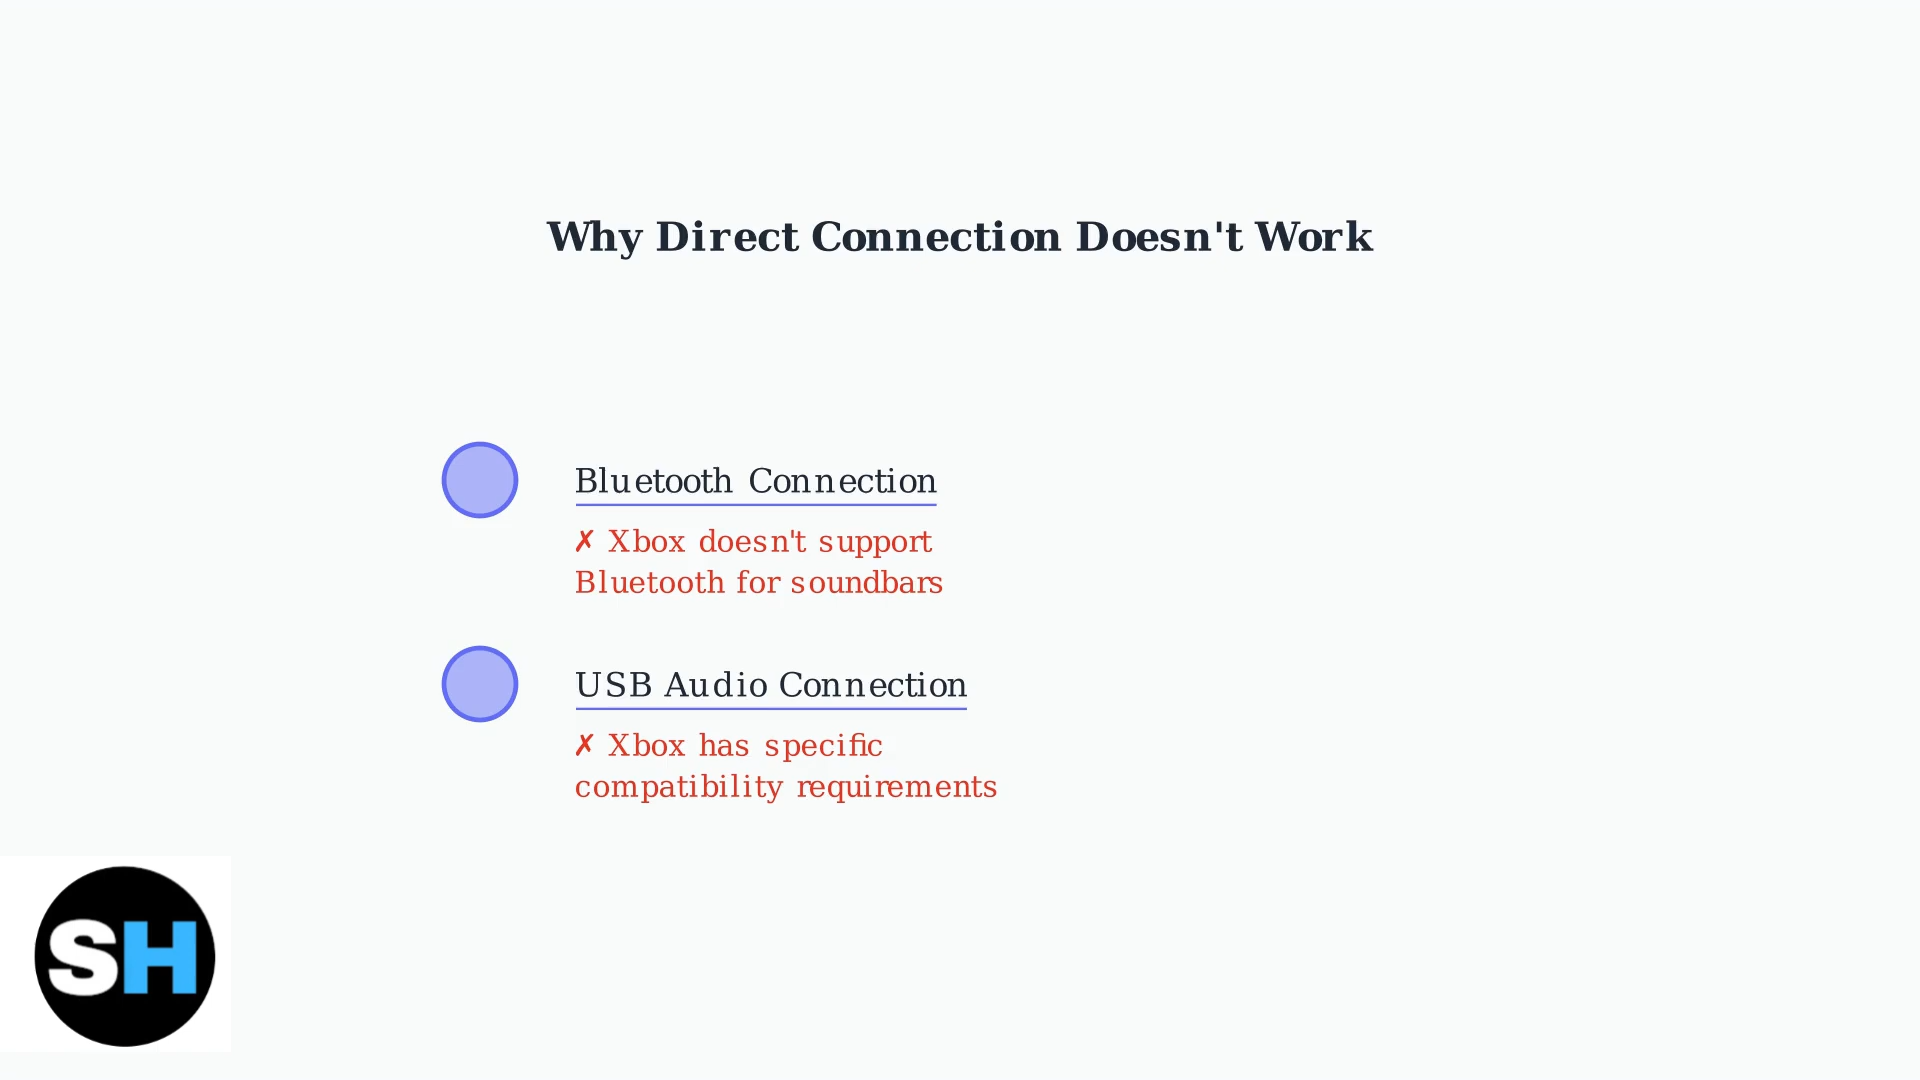 Why Direct Connection Doesn't Work
Bluetooth Connection
✗ Xbox doesn't support
Bluetooth for soundbars
USB Audio Connection
✗ Xbox has specific
compatibility requirements
SH